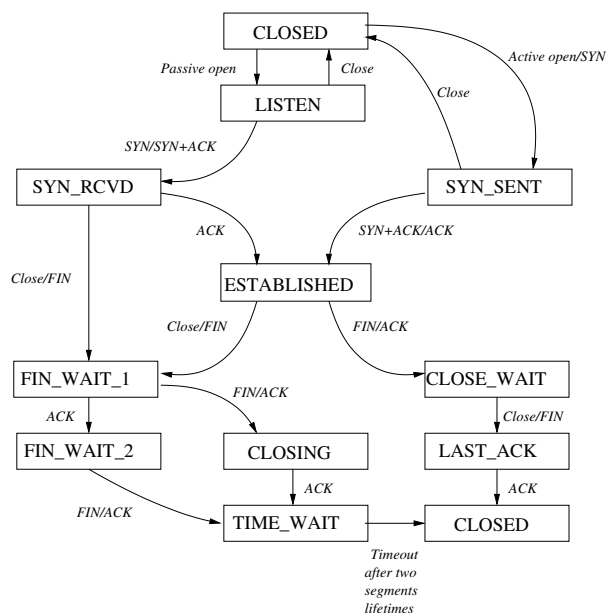 CLOSED
Active open/SYN
Passive open
Close
Close
LISTEN
SYN/SYN+ACK
SYN_RCVD
SYN_SENT
ACK
SYN+ACK/ACK
Close/FIN
ESTABLISHED
Close/FIN
FIN/ACK
FIN_WAIT_1
CLOSE_WAIT
FIN/ACK
ACK
Close/FIN
FIN_WAIT_2
CLOSING
LAST_ACK
ACK
ACK
FIN/ACK
TIME_WAIT
CLOSED
Timeout
after two
segments
lifetimes